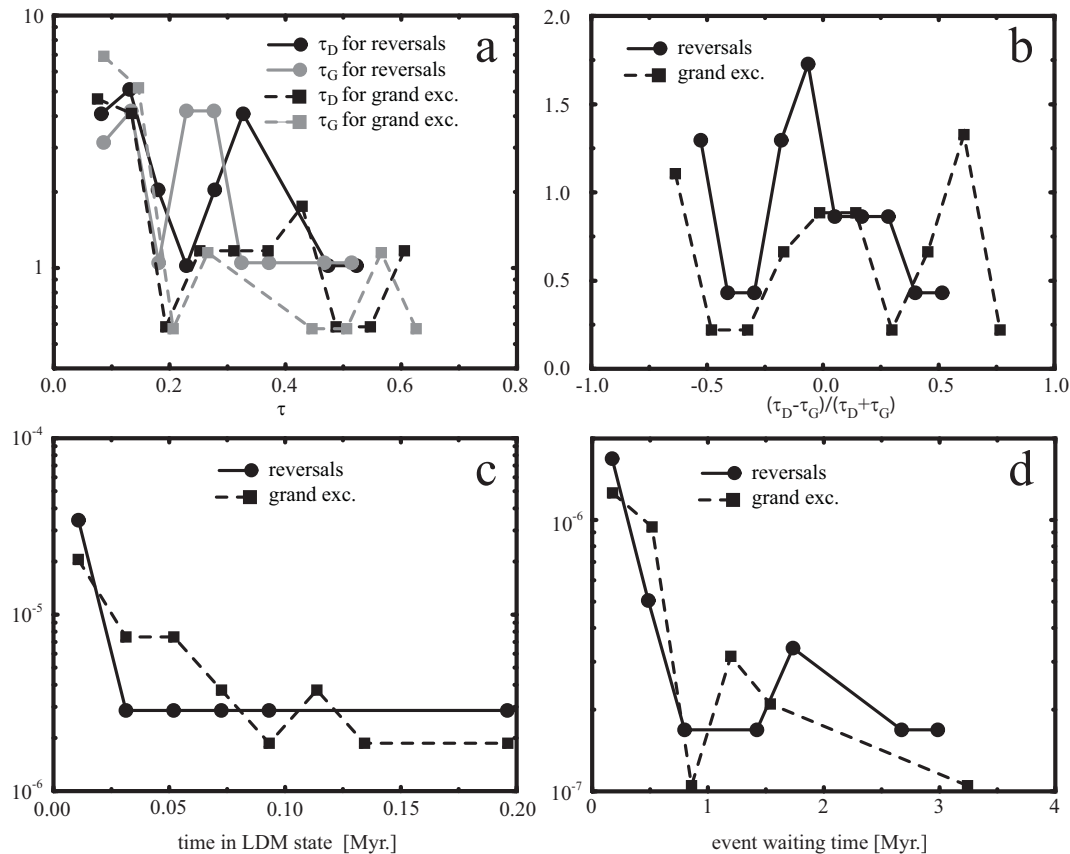 10
1
0.0
0.2
0.4
0.6
0.8
τ
a
τD for reversals
τG for reversals
τD for grand exc.
τG for grand exc.
2.0
1.5
1.0
0.5
0.0
-1.0
-0.5
0.0
0.5
1.0
(τD-τG)/(τD+τG)
b
reversals
grand exc.
10-4
10-5
10-6
0.00
0.05
0.10
0.15
0.20
time in LDM state [Myr.]
c
reversals
grand exc.
10-6
10-7
0
1
2
3
4
event waiting time [Myr.]
d
reversals
grand exc.